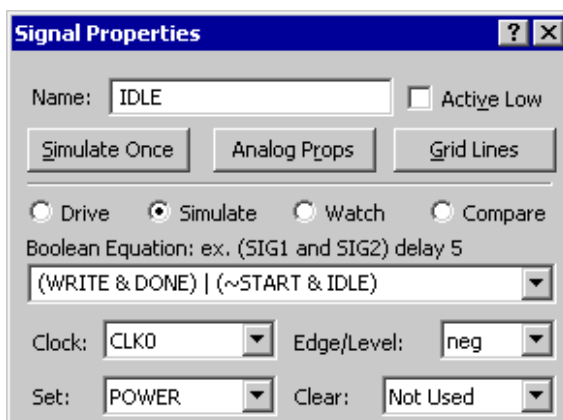 Signal Properties
Name: IDLE Active Low
Simulate Once Analog Props Grid Lines
Drive Simulate Watch Compare
Boolean Equation: ex. (SIG1 and SIG2) delay 5
(WRITE & DONE) | (~START & IDLE)
Clock: CLK0 Edge/Level: neg
Set: POWER Clear: Not Used